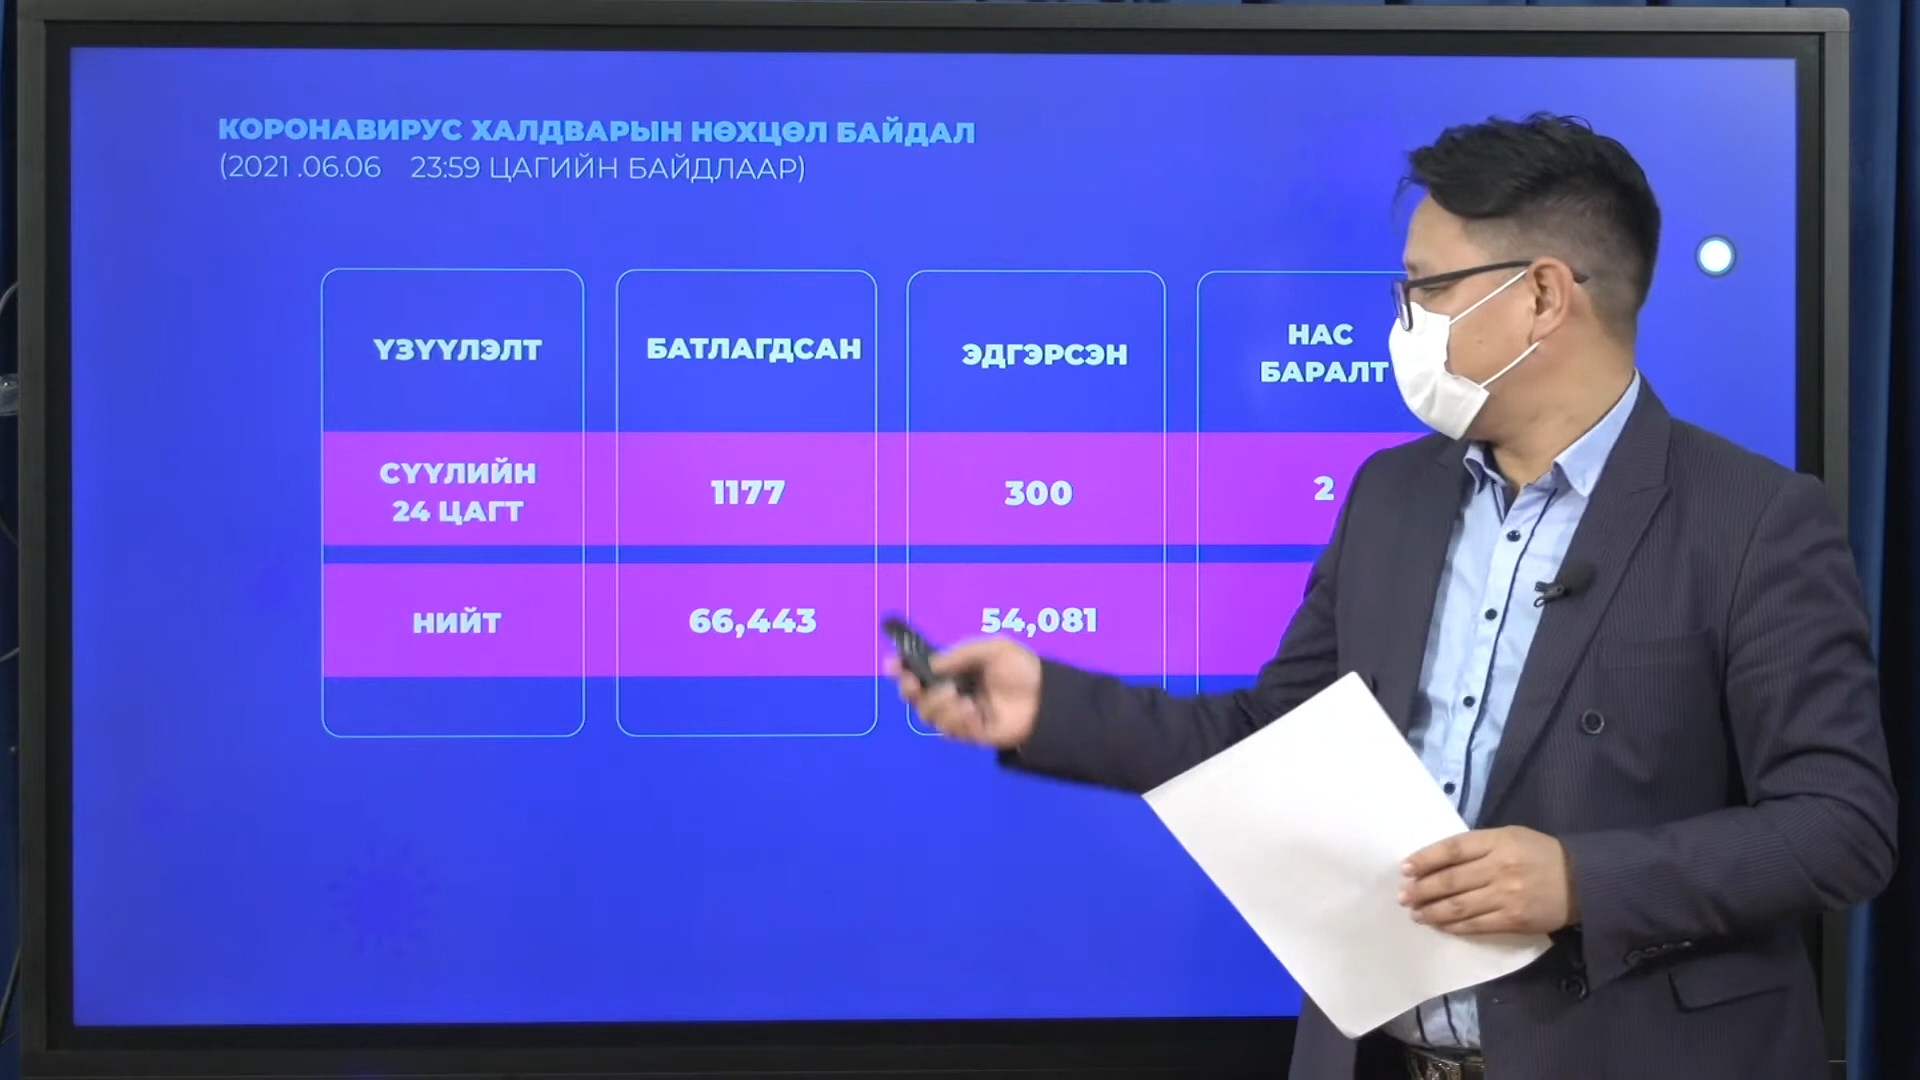 КОРОНАВИРУС ХАЛДВАРЫН НӨХЦӨЛ БАЙДАЛ
(2021 .06.06 23:59 ЦАГИЙН БАЙДЛААР)
ҮЗҮҮЛЭЛТ
БАТЛАГДСАН
ЭДГЭРСЭН
НАС
БАРАЛТ
СҮҮЛИЙН
24 ЦАГТ
1177
300
2
НИЙТ
66,443
54,081